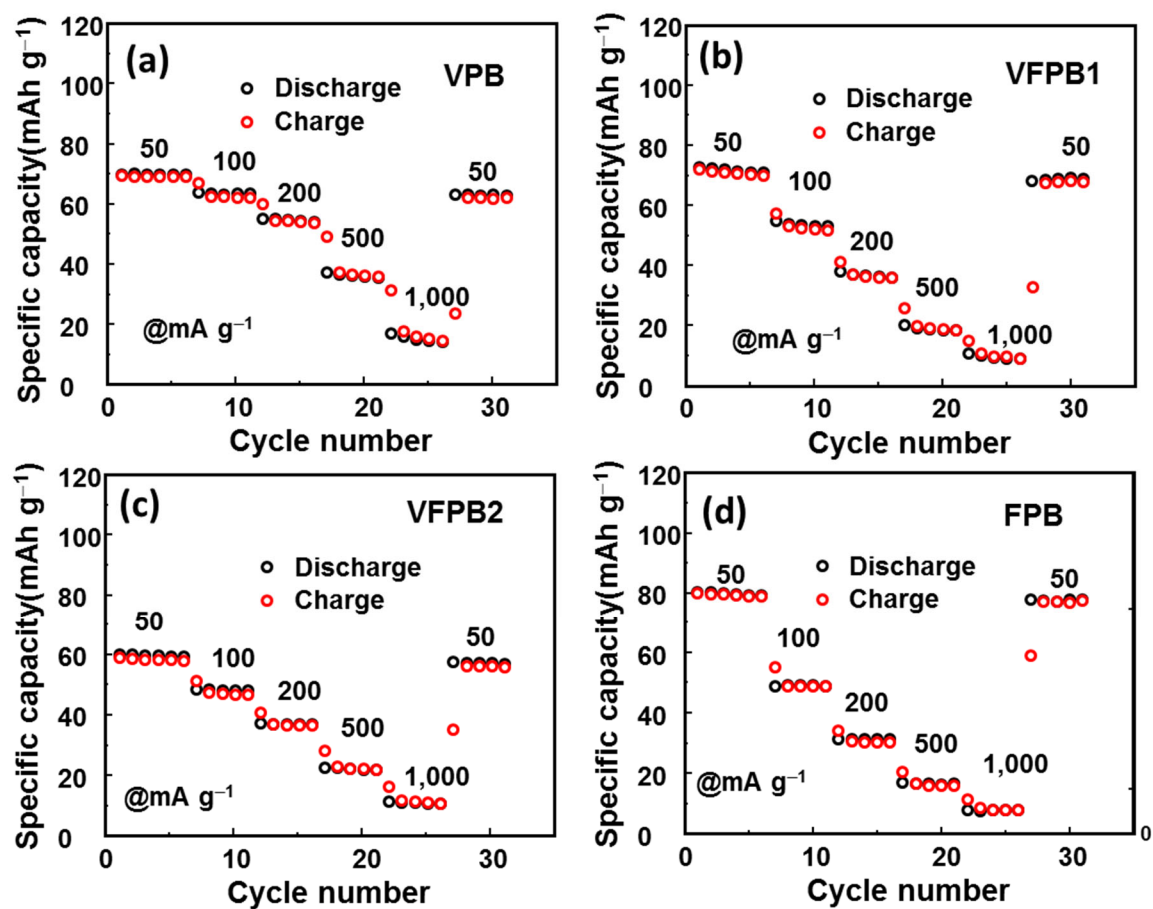 (a)
VPB
Discharge
Charge
50
100
200
500
1,000
50
@mA g⁻¹
Specific capacity(mAh g⁻¹)
120
100
80
60
40
20
0
0
10
20
30
Cycle number
(b)
VFPB1
Discharge
Charge
50
100
200
500
1,000
50
@mA g⁻¹
Specific capacity(mAh g⁻¹)
120
100
80
60
40
20
0
0
10
20
30
Cycle number
(c)
VFPB2
Discharge
Charge
50
100
200
500
1,000
50
@mA g⁻¹
Specific capacity(mAh g⁻¹)
120
100
80
60
40
20
0
0
10
20
30
Cycle number
(d)
FPB
Discharge
Charge
50
100
200
500
1,000
50
@mA g⁻¹
Specific capacity(mAh g⁻¹)
120
100
80
60
40
20
0
0
10
20
30
Cycle number
0